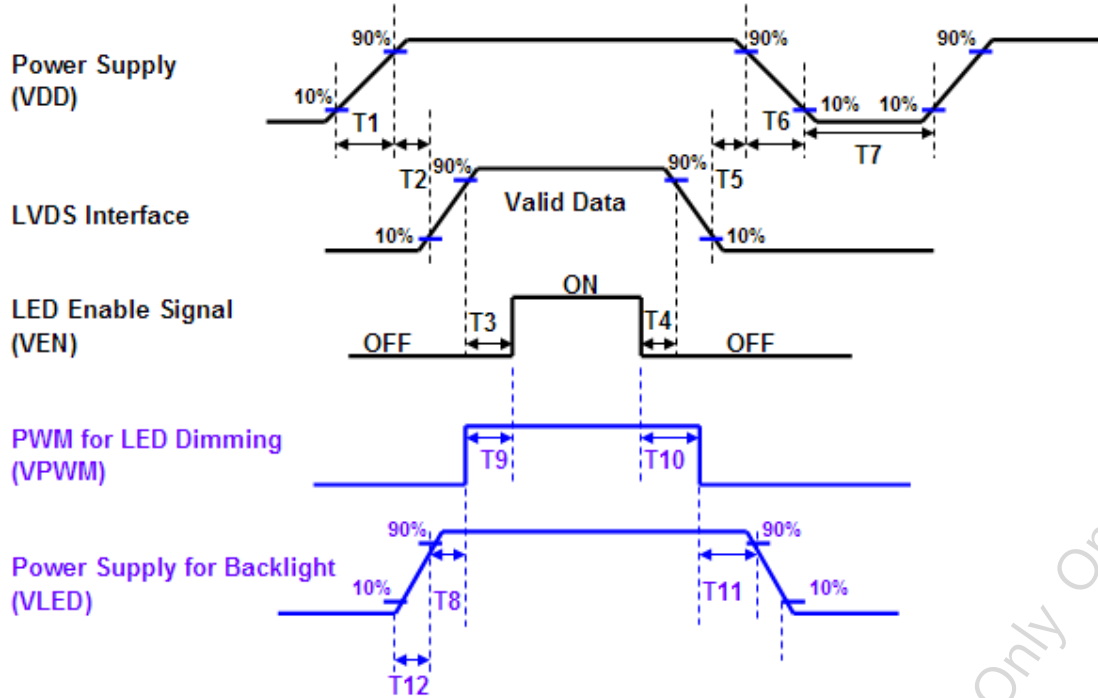 90%
90%
90%
Power Supply
(VDD)
10%
10%
10%
T1
T6
T7
T2
90%
90%
T5
Valid Data
LVDS Interface
10%
10%
ON
LED Enable Signal
(VEN)
T3
T4
OFF
OFF
PWM for LED Dimming
(VPWM)
T9
T10
90%
90%
Power Supply for Backlight
(VLED)
10%
10%
T8
T11
T12
Only